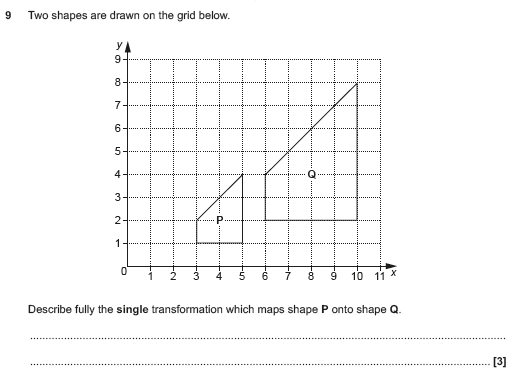 9 Two shapes are drawn on the grid below.
y
9
8
7
6
5
4
3
2
1
0
Q
P
1 2 3 4 5 6 7 8 9 10 11 x
Describe fully the single transformation which maps shape P onto shape Q.
[3]